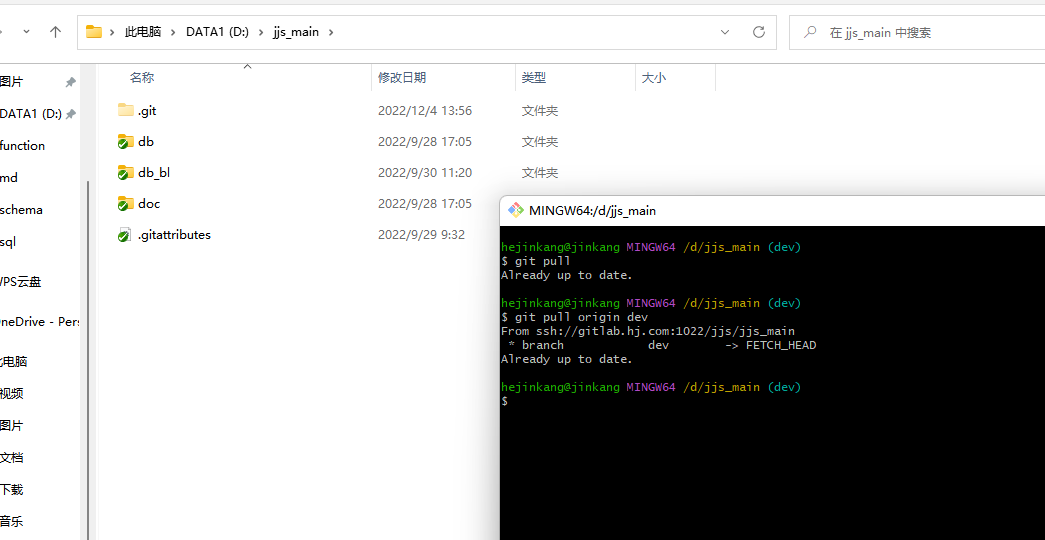 此电脑 DATA1 (D:) jjs_main
在 jjs_main 中搜索
图片
DATA1 (D:)
function
md
schema
sql
WPS云盘
OneDrive - Pers
此电脑
视频
图片
文档
下载
音乐
名称 修改日期 类型 大小
.git 2022/12/4 13:56 文件夹
db 2022/9/28 17:05 文件夹
db_bl 2022/9/30 11:20 文件夹
doc 2022/9/28 17:05
.gitattributes 2022/9/29 9:32
MINGW64:/d/jjs_main
hejinkang@jinkang MINGW64 /d/jjs_main (dev)
$ git pull
Already up to date.
hejinkang@jinkang MINGW64 /d/jjs_main (dev)
$ git pull origin dev
From ssh://gitlab.hj.com:1022/jjs/jjs_main
* branch dev -> FETCH_HEAD
Already up to date.
hejinkang@jinkang MINGW64 /d/jjs_main (dev)
$